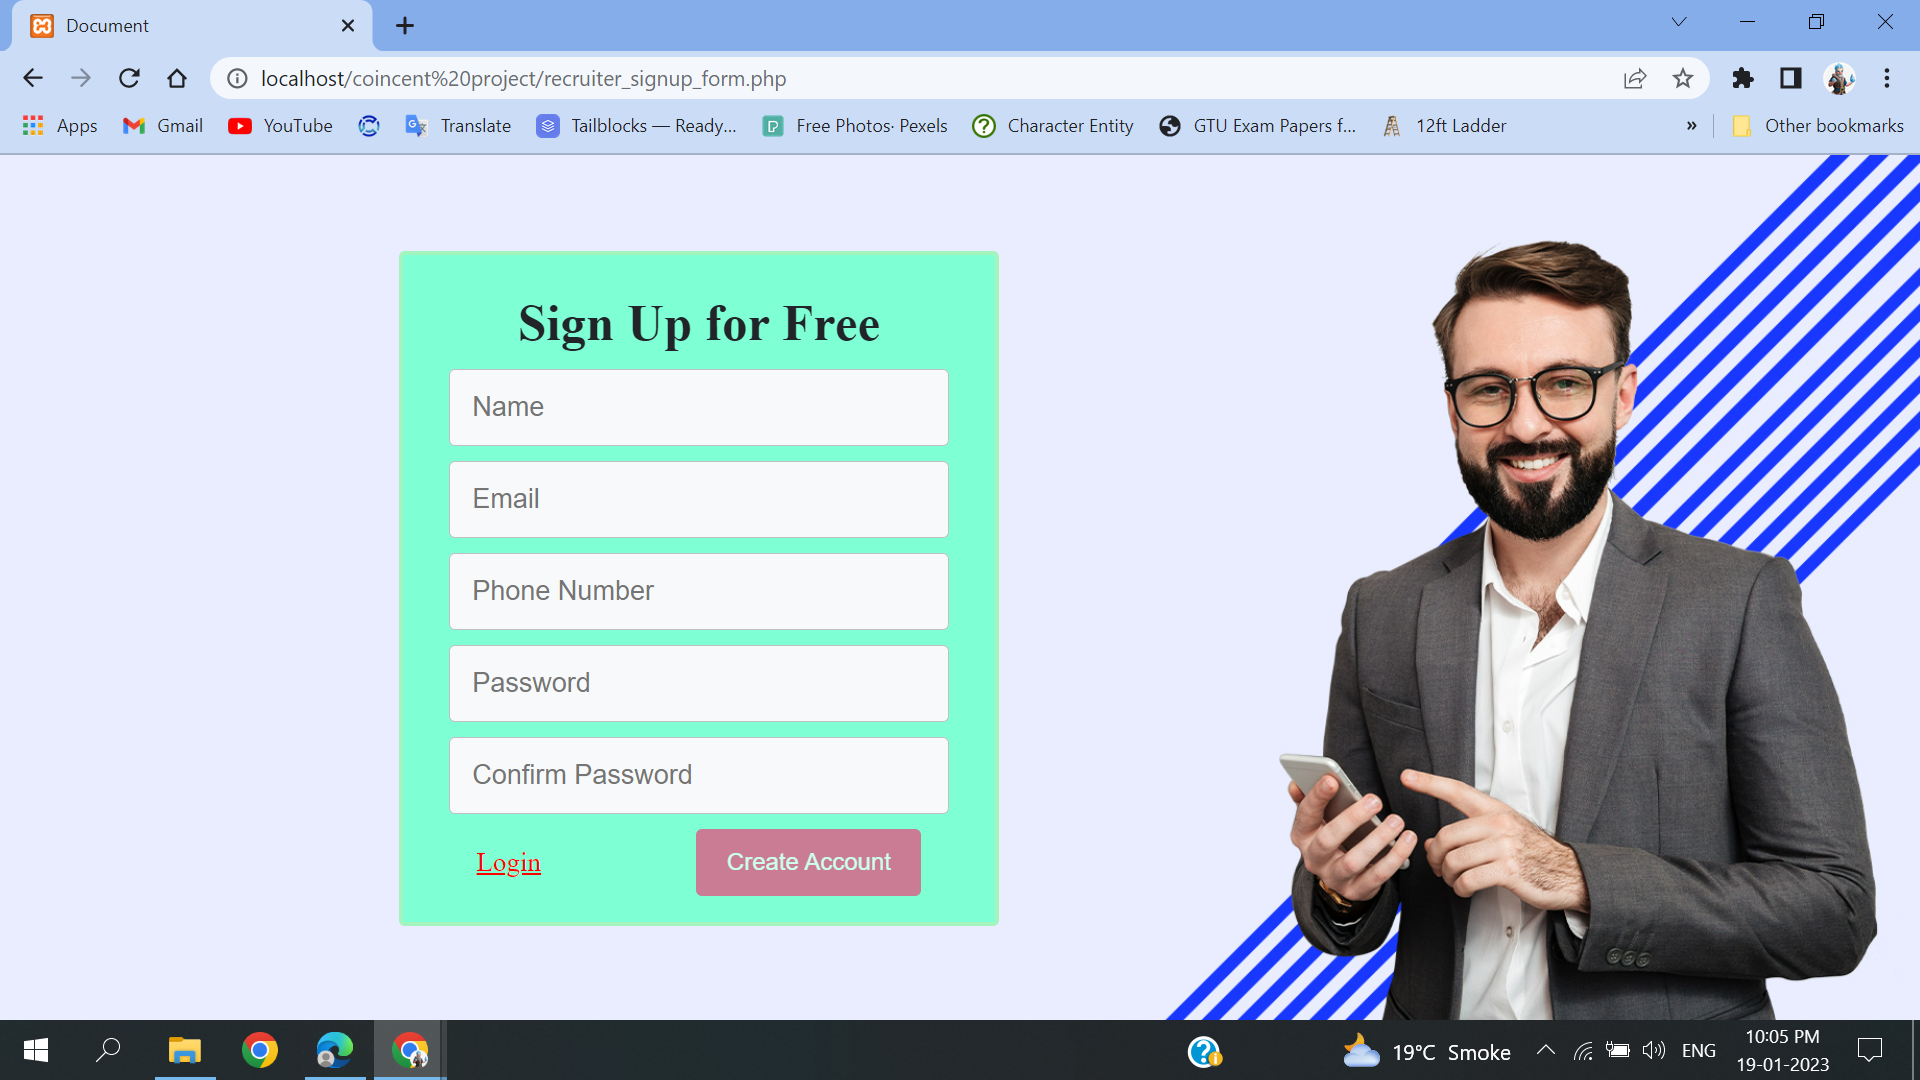 Document
localhost/coincent%20project/recruiter_signup_form.php
Apps Gmail YouTube Translate Tailblocks — Ready... Free Photos· Pexels Character Entity GTU Exam Papers f... 12ft Ladder » Other bookmarks
Sign Up for Free
Name
Email
Phone Number
Password
Confirm Password
Login Create Account
19°C Smoke ENG 10:05 PM
19-01-2023